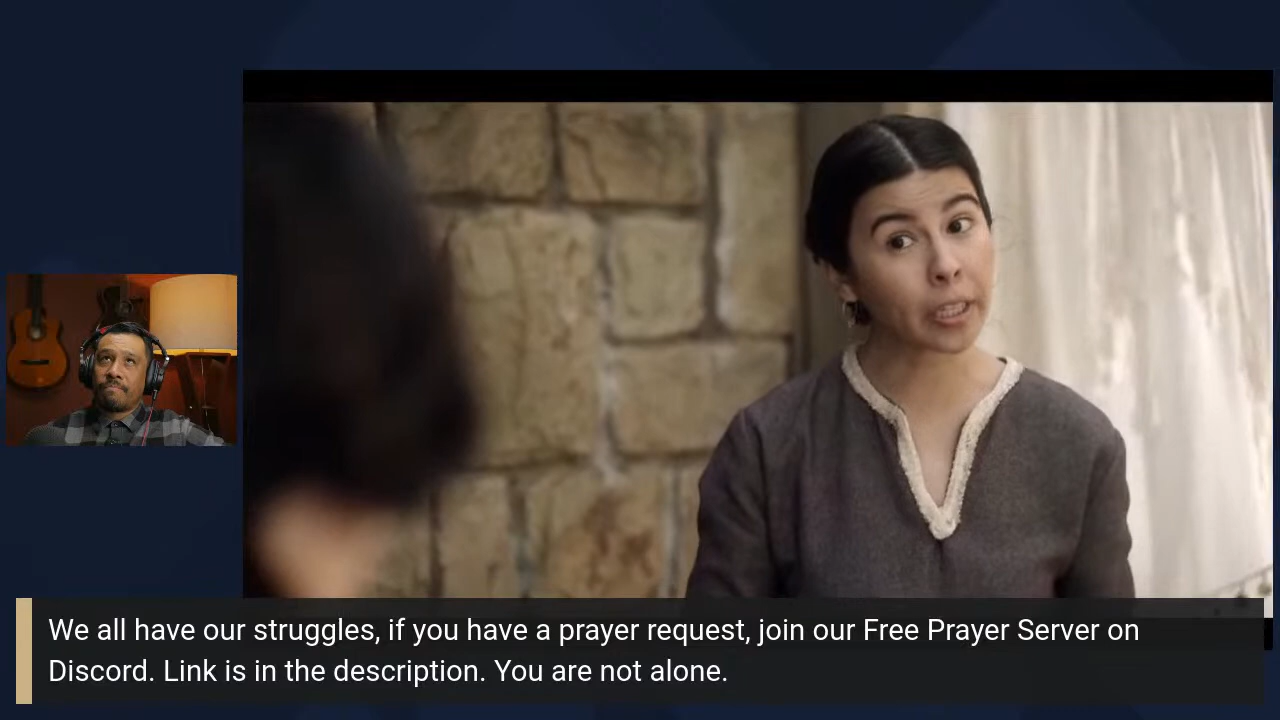 We all have our struggles, if you have a prayer request, join our Free Prayer Server on
Discord. Link is in the description. You are not alone.